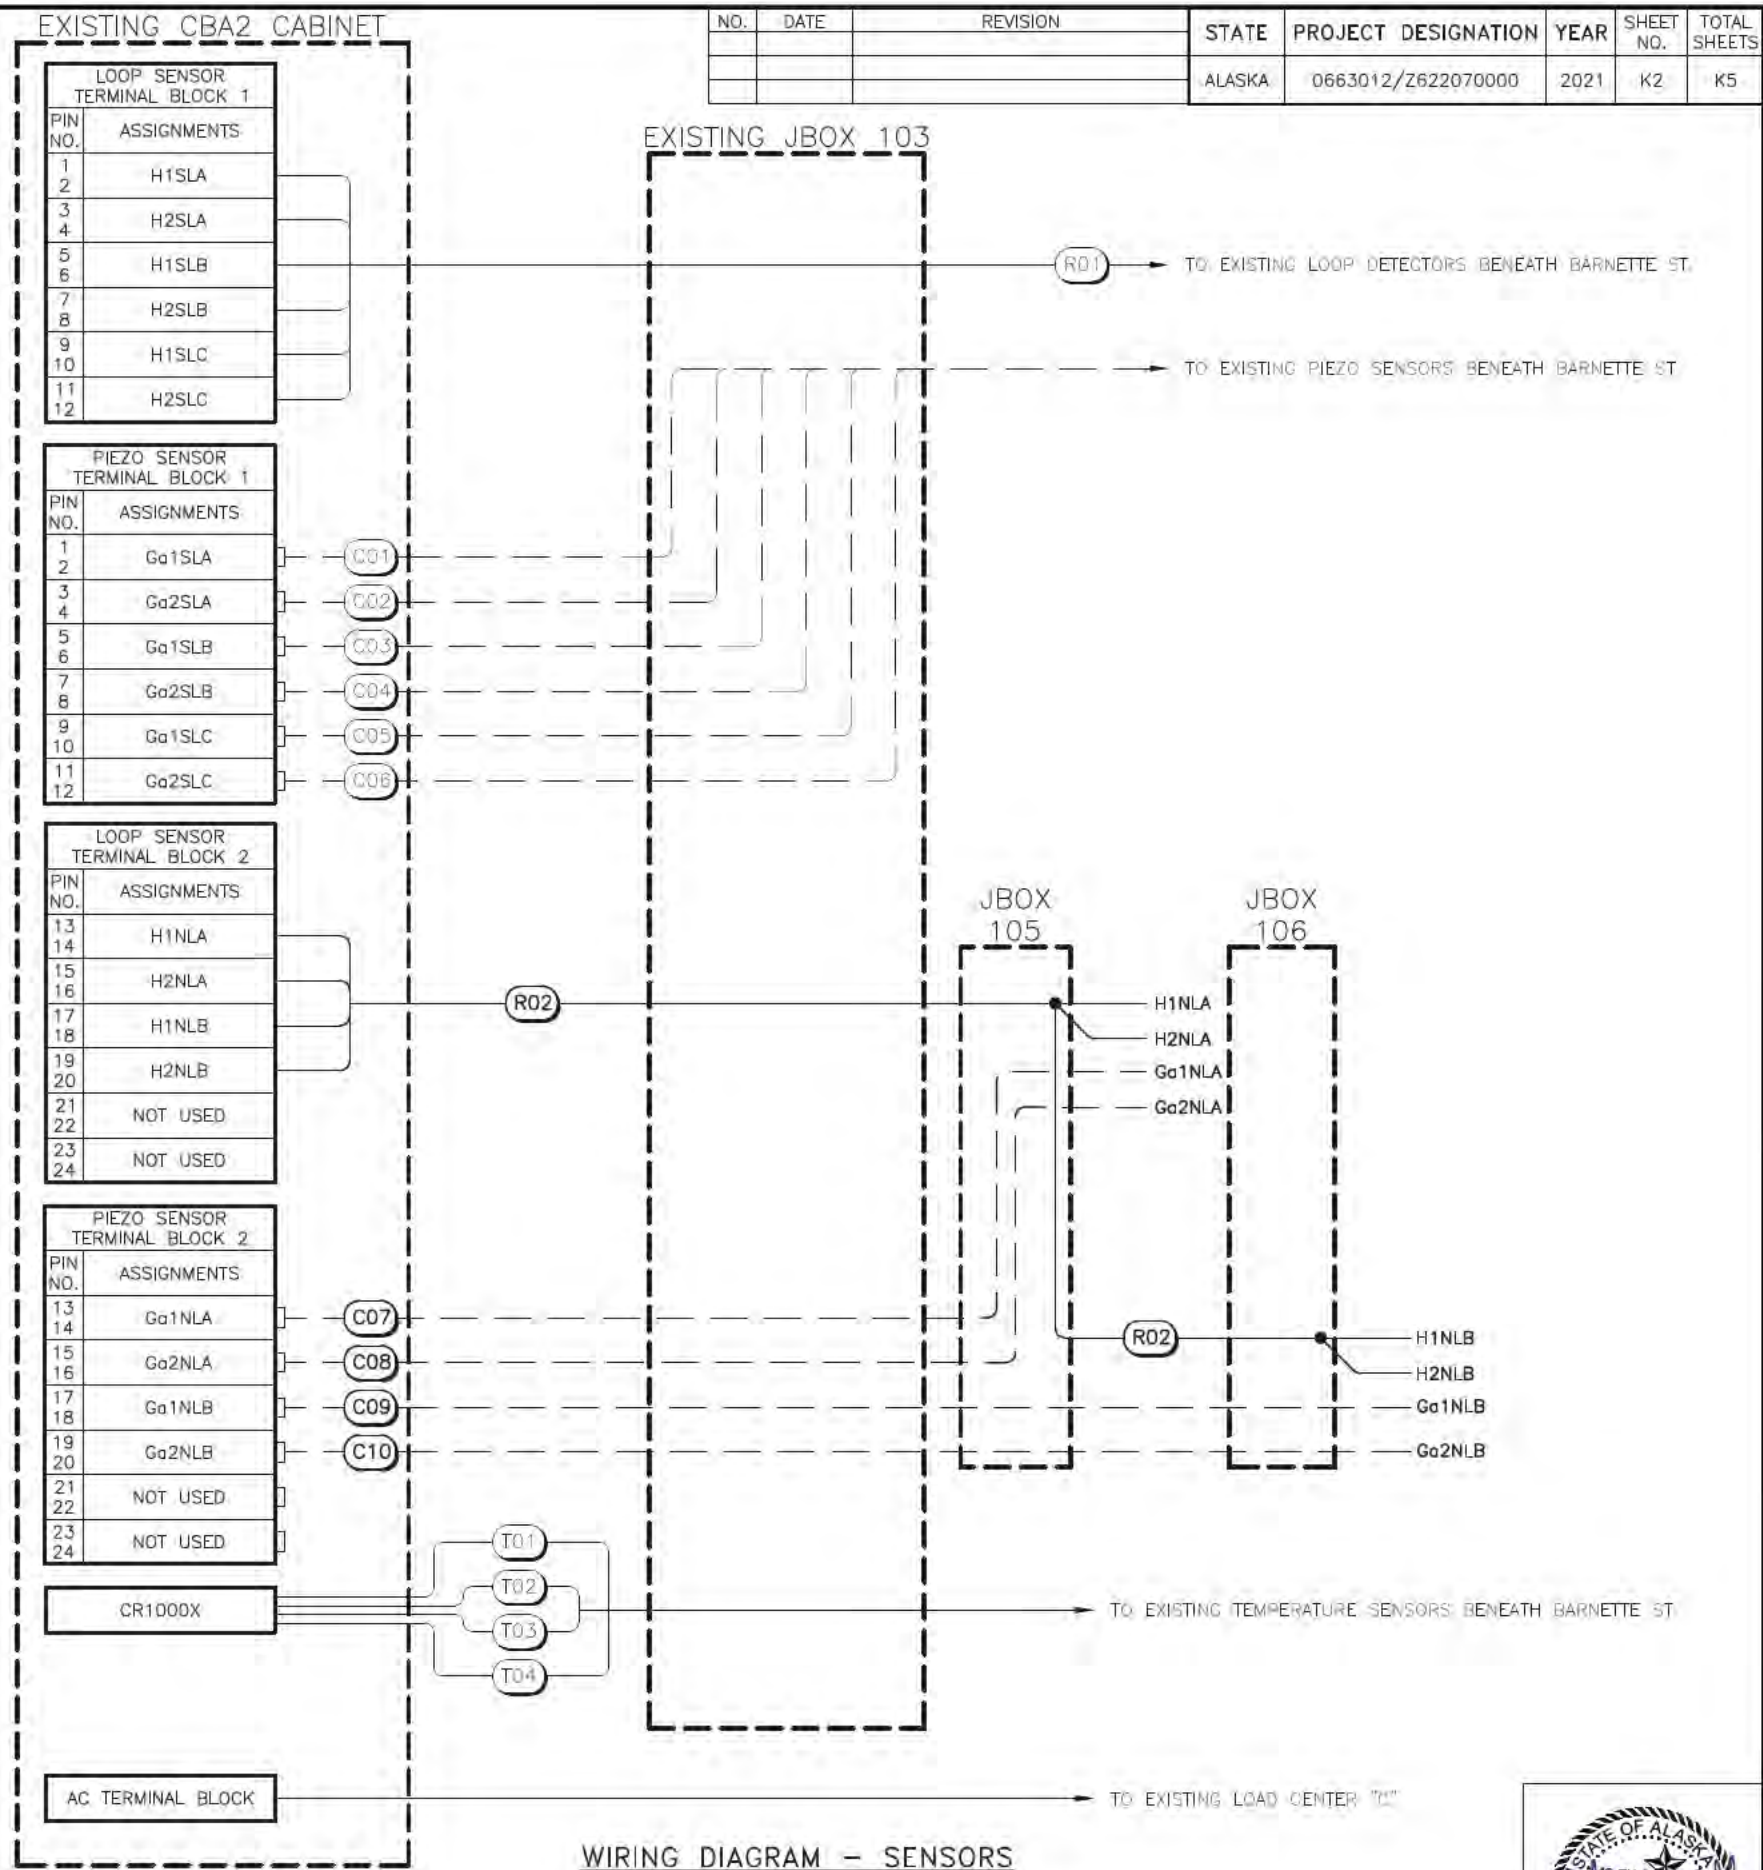 EXISTING CBA2 CABINET
NO. DATE REVISION
STATE PROJECT DESIGNATION YEAR SHEET NO. TOTAL SHEETS
ALASKA 0663012/Z622070000 2021 K2 K5
LOOP SENSOR
TERMINAL BLOCK 1
PIN NO. ASSIGNMENTS
1 2 H1SLA
3 4 H2SLA
5 6 H1SLB
7 8 H2SLB
9 10 H1SLC
11 12 H2SLC
EXISTING JBOX 103
R01 TO EXISTING LOOP DETECTORS BENEATH BARNETTE ST.
TO EXISTING PIEZO SENSORS BENEATH BARNETTE ST
PIEZO SENSOR
TERMINAL BLOCK 1
PIN NO. ASSIGNMENTS
1 2 Ga1SLA C01
3 4 Ga2SLA C02
5 6 Ga1SLB C03
7 8 Ga2SLB C04
9 10 Ga1SLC C05
11 12 Ga2SLC C06
LOOP SENSOR
TERMINAL BLOCK 2
PIN NO. ASSIGNMENTS
13 14 H1NLA
15 16 H2NLA
17 18 H1NLB
19 20 H2NLB
21 22 NOT USED
23 24 NOT USED
R02
JBOX
105
JBOX
106
H1NLA
H2NLA
Ga1NLA
Ga2NLA
PIEZO SENSOR
TERMINAL BLOCK 2
PIN NO. ASSIGNMENTS
13 14 Ga1NLA C07
15 16 Ga2NLA C08
17 18 Ga1NLB C09
19 20 Ga2NLB C10
21 22 NOT USED
23 24 NOT USED
R02 H1NLB
H2NLB
Ga1NLB
Ga2NLB
T01
T02
T03
T04
CR1000X
TO EXISTING TEMPERATURE SENSORS BENEATH BARNETTE ST
AC TERMINAL BLOCK
TO EXISTING LOAD CENTER "C"
WIRING DIAGRAM – SENSORS
STATE OF ALASKA